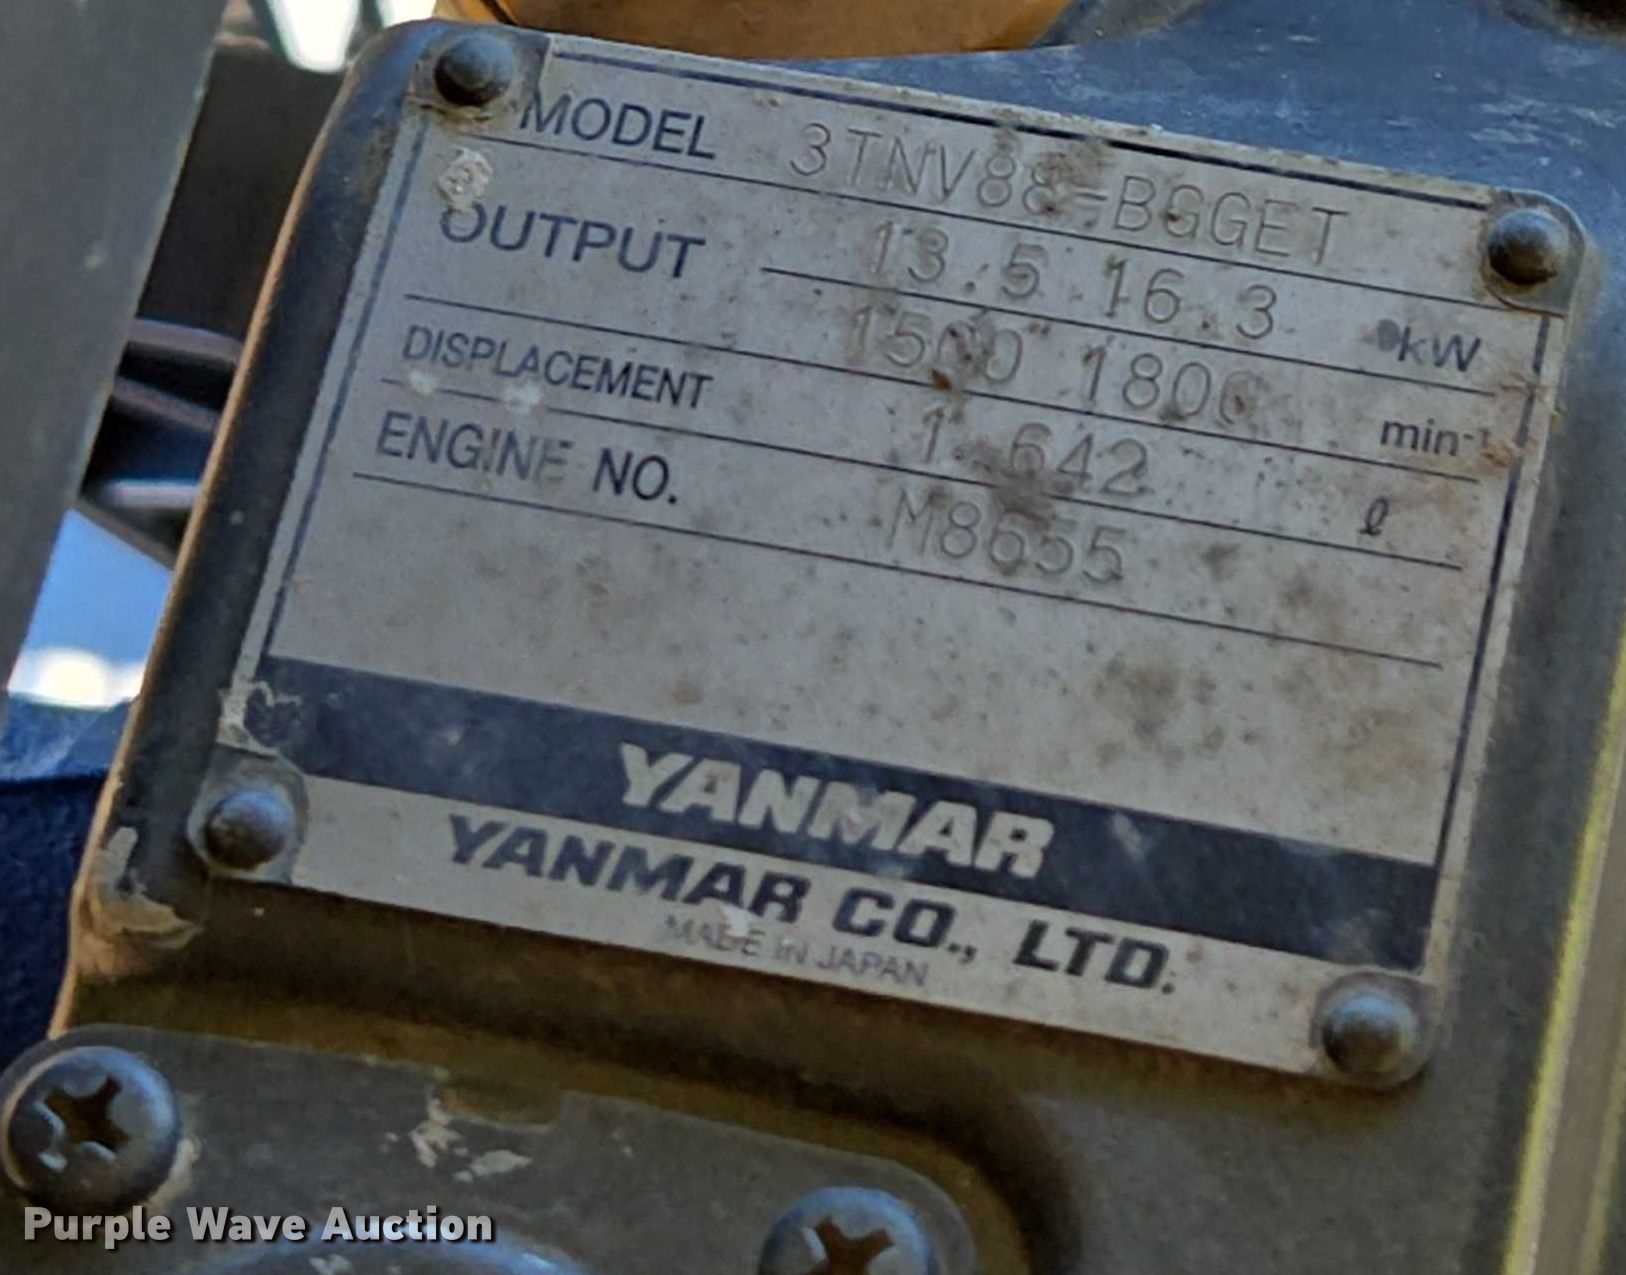 MODEL 3TNV88-BGGET
OUTPUT 13.5 16.3 kW
1500 1800 min-1
DISPLACEMENT 1.642 ℓ
ENGINE NO. M8655
YANMAR
YANMAR CO., LTD.
MADE IN JAPAN
Purple Wave Auction